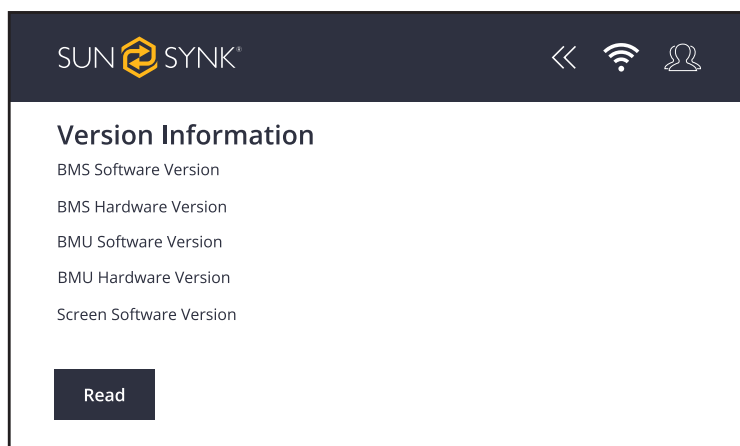 SUN SYNK®
Version Information
BMS Software Version
BMS Hardware Version
BMU Software Version
BMU Hardware Version
Screen Software Version
Read